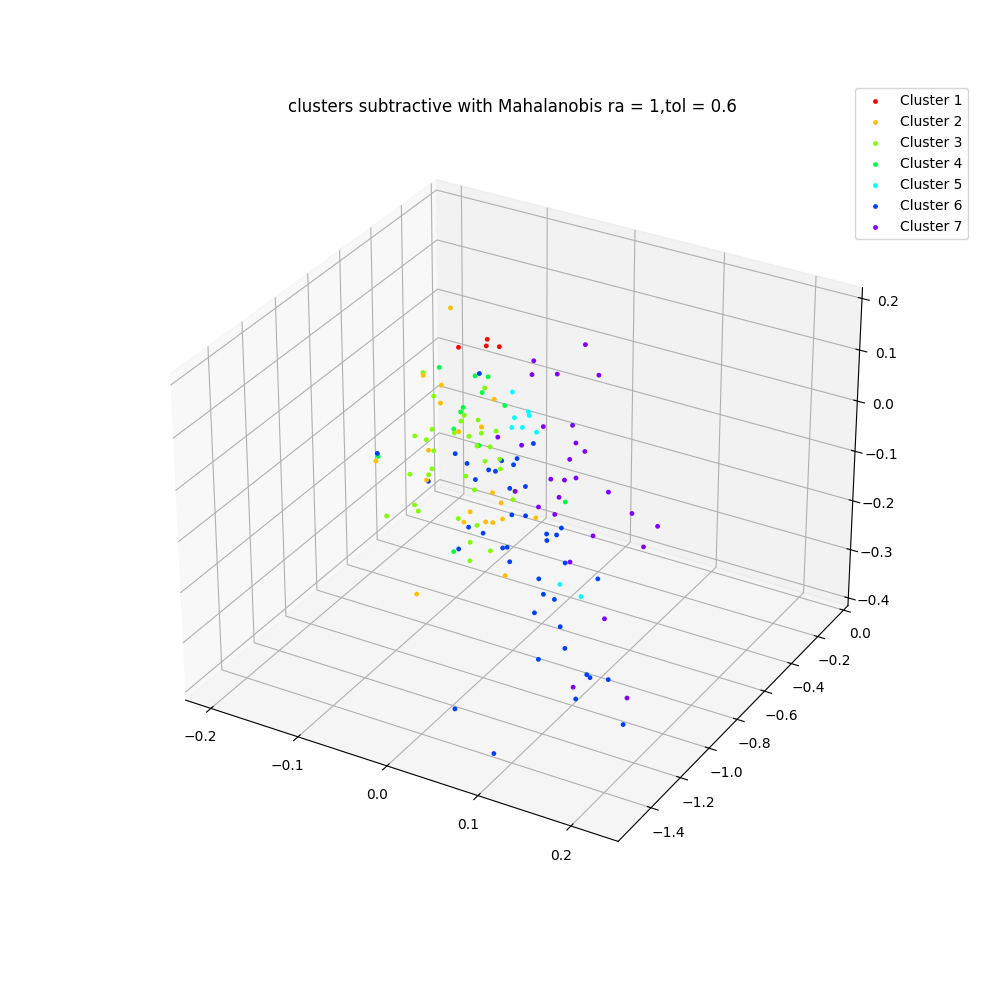 clusters subtractive with Mahalanobis ra = 1,tol = 0.6
Cluster 1
Cluster 2
Cluster 3
Cluster 4
Cluster 5
Cluster 6
Cluster 7
0.2
0.1
0.0
−0.1
−0.2
−0.3
−0.4
0.0
−0.2
−0.4
−0.6
−0.8
−1.0
−1.2
−1.4
−0.2
−0.1
0.0
0.1
0.2